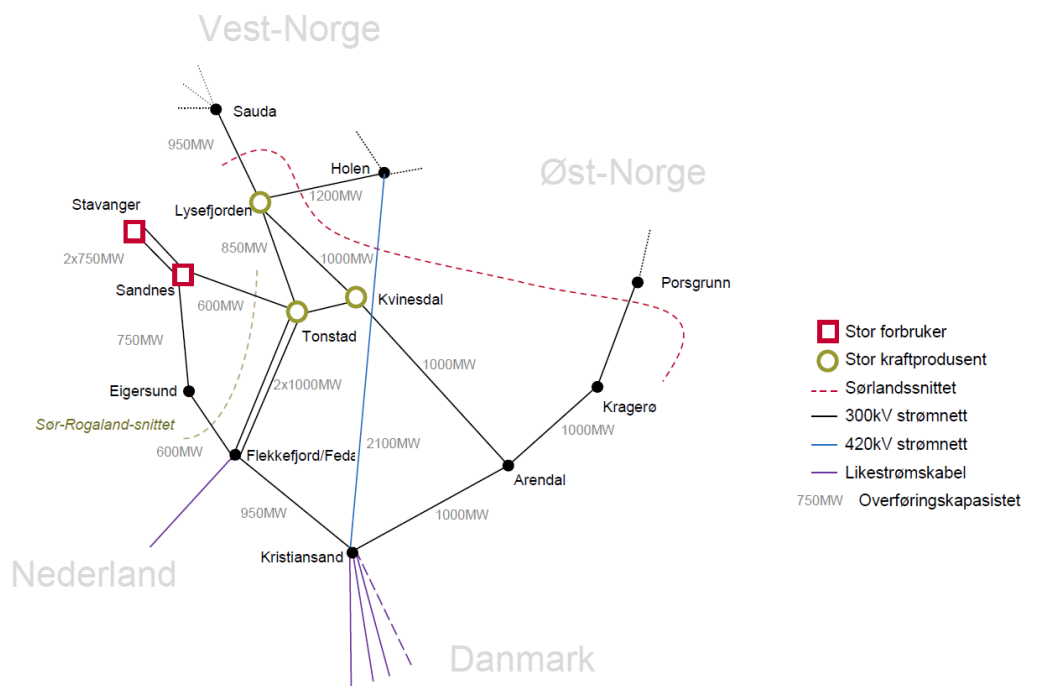 Vest-Norge
Sauda
950MW
Holen
Øst-Norge
1200MW
Stavanger
Lysefjorden
850MW
2x750MW
1000MW
Porsgrunn
Sandnes
600MW
Kvinesdal
Tonstad
750MW
1000MW
2x1000MW
Eigersund
Kragerø
Sør-Rogaland-snittet
1000MW
600MW
2100MW
Flekkefjord/Feda
Arendal
950MW
1000MW
Kristiansand
Nederland
Danmark
Stor forbruker
Stor kraftprodusent
Sørlandssnittet
300kV strømnett
420kV strømnett
Likestrømskabel
750MW Overføringskapasistet